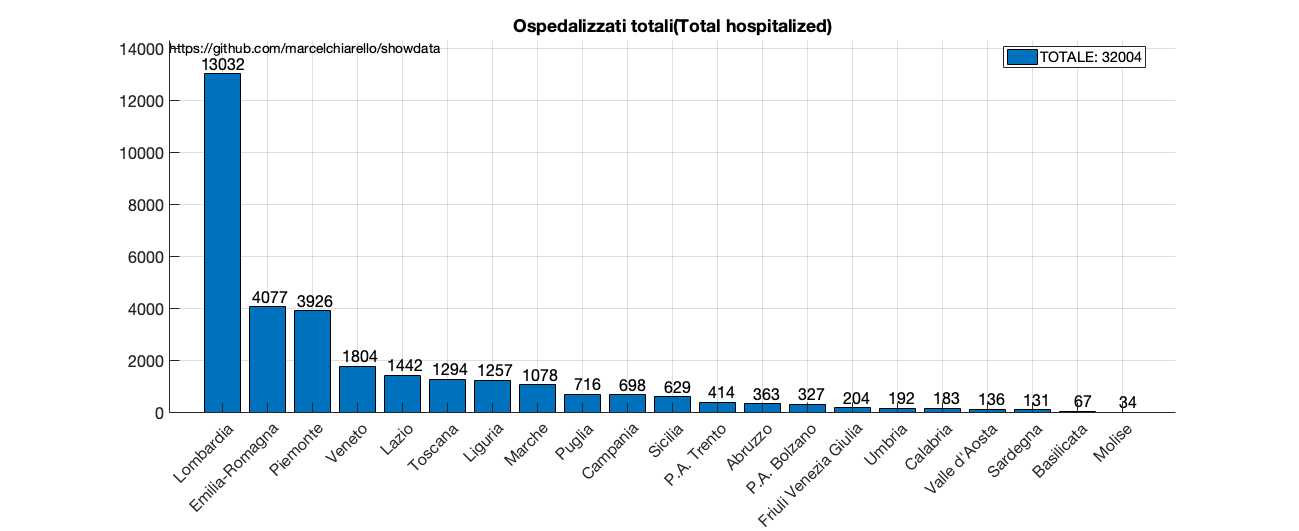 Ospedalizzati totali(Total hospitalized)
https://github.com/marcelchiarello/showdata
TOTALE: 32004
14000
12000
10000
8000
6000
4000
2000
0
13032
4077
3926
1804
1442
1294
1257
1078
716
698
629
414
363
327
204
192
183
136
131
67
34
Lombardia
Emilia-Romagna
Piemonte
Veneto
Lazio
Toscana
Liguria
Marche
Puglia
Campania
Sicilia
P.A. Trento
Abruzzo
P.A. Bolzano
Friuli Venezia Giulia
Umbria
Calabria
Valle d'Aosta
Sardegna
Basilicata
Molise